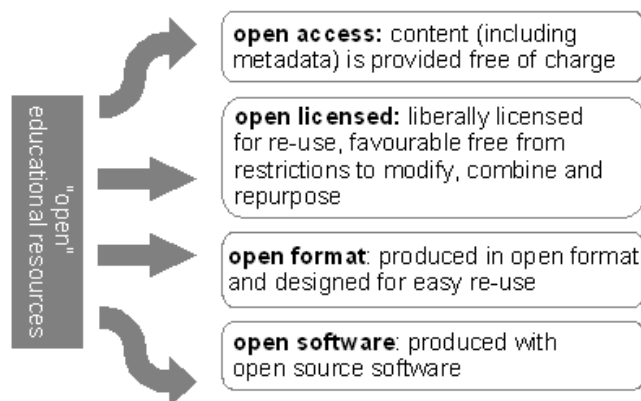 "open"
educational resources
open access: content (including
metadata) is provided free of charge
open licensed: liberally licensed
for re-use, favourable free from
restrictions to modify, combine and
repurpose
open format: produced in open format
and designed for easy re-use
open software: produced with
open source software